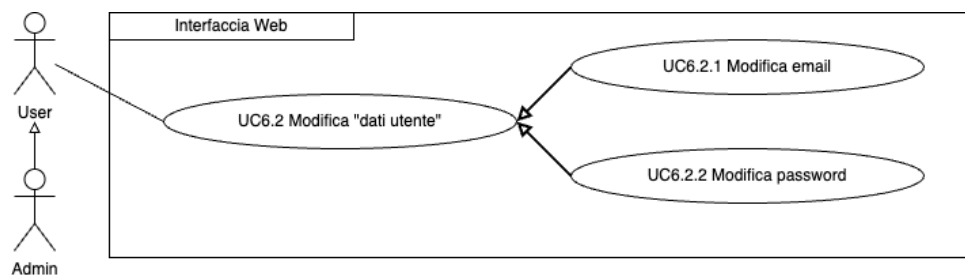 Interfaccia Web
UC6.2.1 Modifica email
User
UC6.2 Modifica "dati utente"
UC6.2.2 Modifica password
Admin